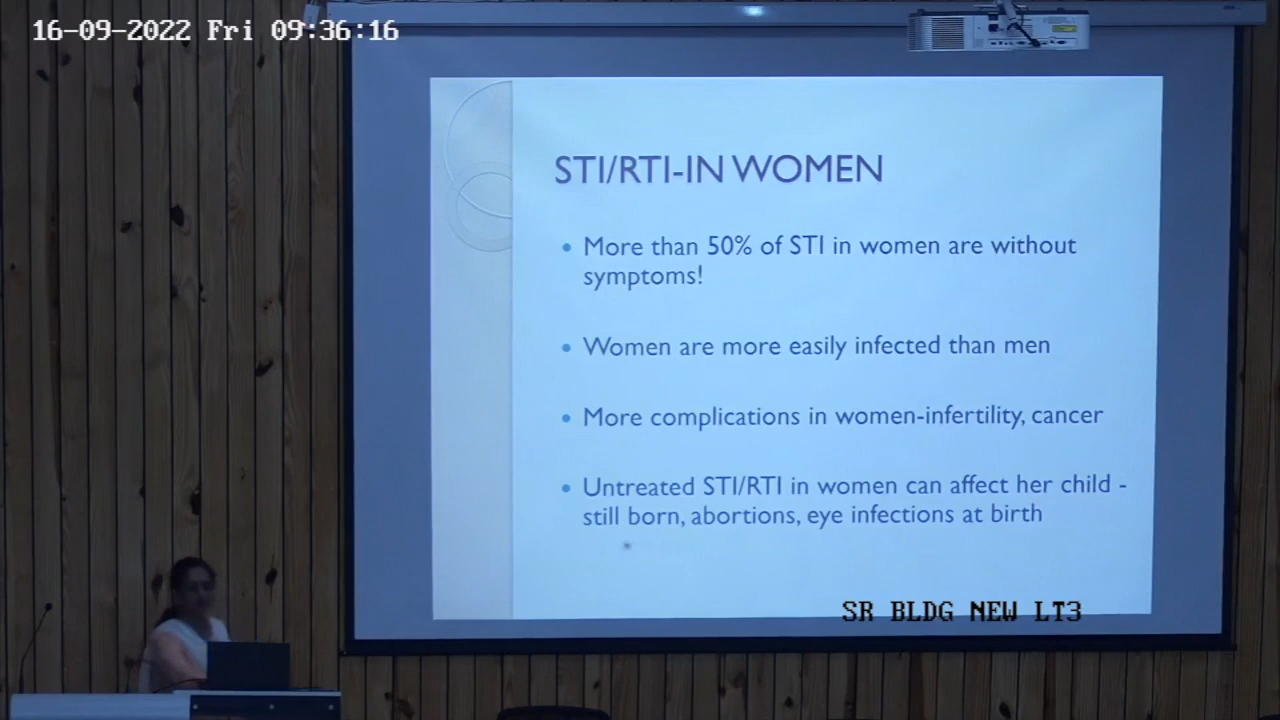 16-09-2022 Fri 09:36:16
STI/RTI-IN WOMEN
• More than 50% of STI in women are without
symptoms!
• Women are more easily infected than men
• More complications in women-infertility, cancer
• Untreated STI/RTI in women can affect her child -
still born, abortions, eye infections at birth
SR BLDG NEW LT3